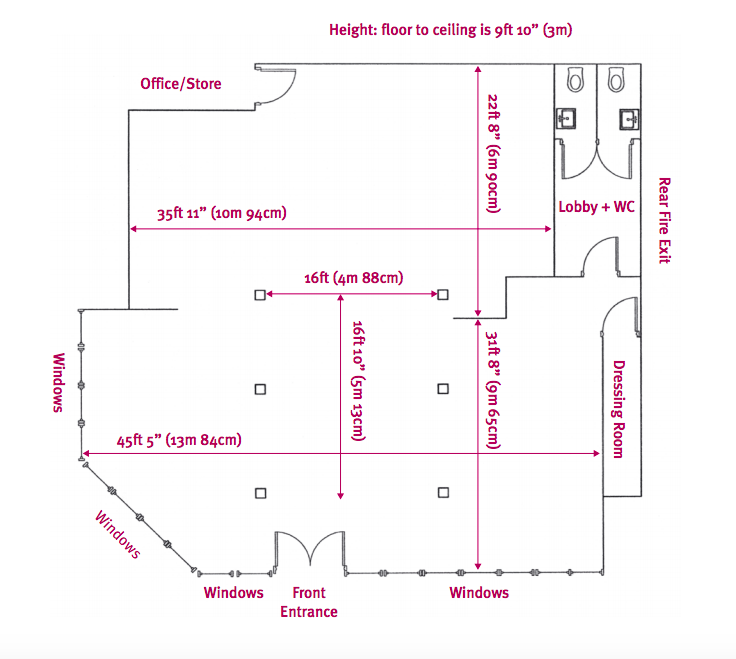 Height: floor to ceiling is 9ft 10” (3m)
Office/Store
22ft 8” (6m 90cm)
35ft 11” (10m 94cm)
Lobby + WC
Rear Fire Exit
16ft (4m 88cm)
16ft 10” (5m 13cm)
31ft 8” (9m 65cm)
Windows
Dressing Room
45ft 5” (13m 84cm)
Windows
Windows
Front
Entrance
Windows